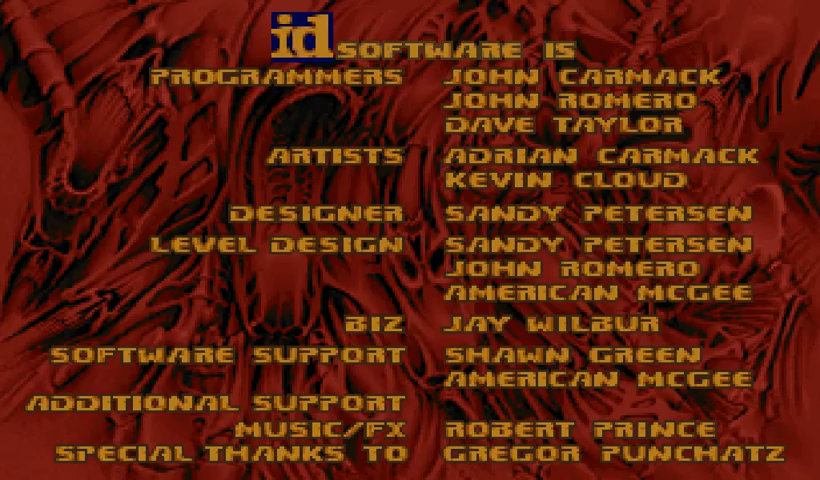 id SOFTWARE IS
PROGRAMMERS JOHN CARMACK
JOHN ROMERO
DAVE TAYLOR
ARTISTS ADRIAN CARMACK
KEVIN CLOUD
DESIGNER SANDY PETERSEN
LEVEL DESIGN SANDY PETERSEN
JOHN ROMERO
AMERICAN MCGEE
BIZ JAY WILBUR
SOFTWARE SUPPORT SHAWN GREEN
AMERICAN MCGEE
ADDITIONAL SUPPORT
MUSIC/FX ROBERT PRINCE
SPECIAL THANKS TO GREGOR PUNCHATZ